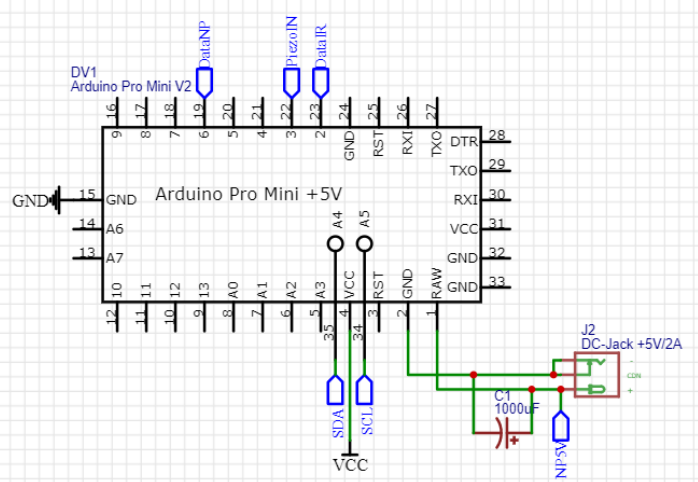 DataNP
PiezoIN
DataIR
DV1
Arduino Pro Mini V2
16 17 18 19 20 21 22 23 24 25 26 27
9 8 7 6 5 4 3 2 GND RST RXI TXO
DTR 28
TXO 29
GND 15 GND
Arduino Pro Mini +5V
RXI 30
14 A6
A4 A5
VCC 31
13 A7
GND 32
GND 33
10 11 12 13 A0 A1 A2 A3 VCC RST GND RAW
12 11 10 9 8 7 6 5 35 4 34 3 2 1
J2
DC-Jack +5V/2A
-
+
C1
1000uF
+
SDA
SCL
NP5V
VCC